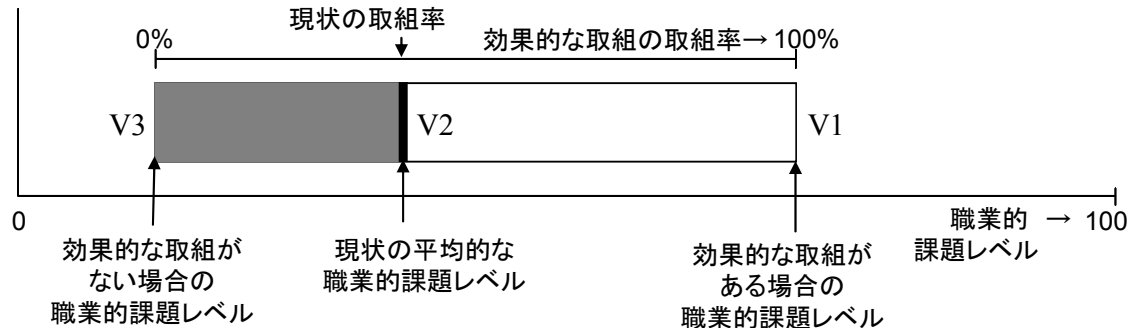 現状の取組率
0%
効果的な取組の取組率→ 100%
V3
V2
V1
0
職業的 → 100
課題レベル
効果的な取組が
ない場合の
職業的課題レベル
現状の平均的な
職業的課題レベル
効果的な取組が
ある場合の
職業的課題レベル